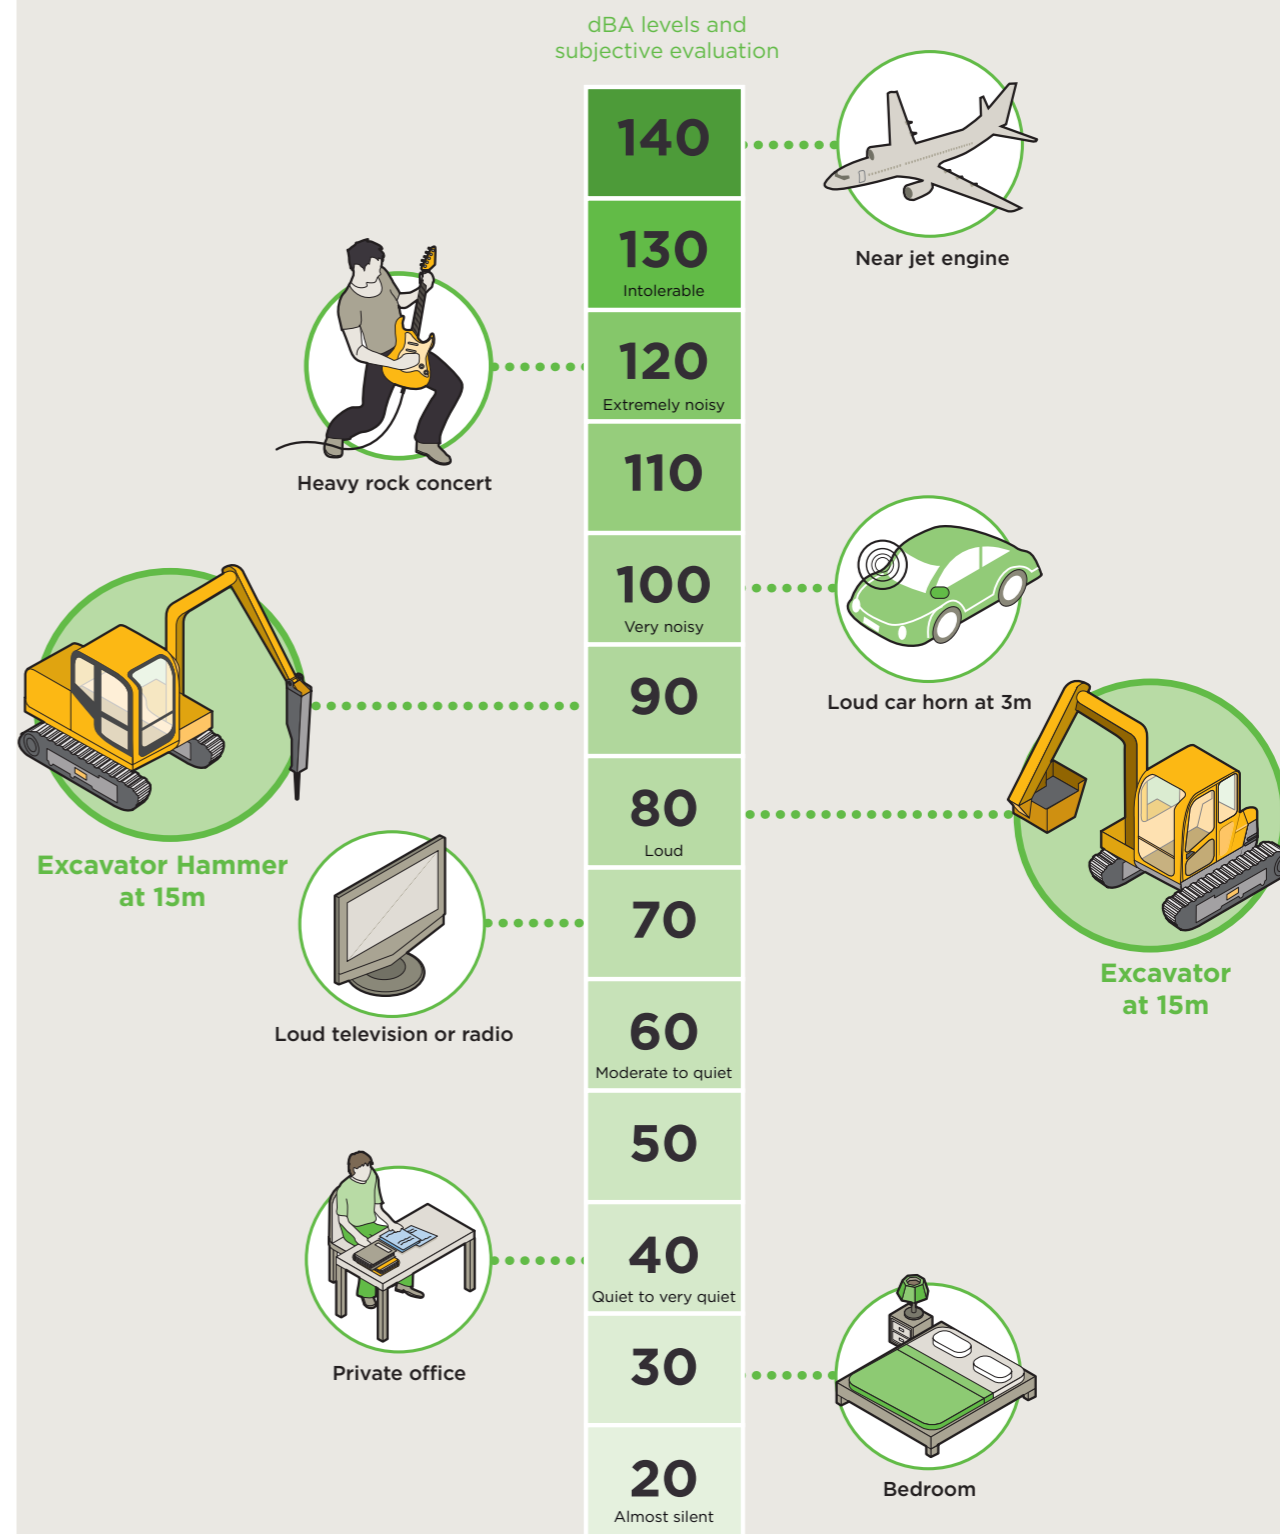 dBA levels and
subjective evaluation
140
Near jet engine
130
Intolerable
120
Extremely noisy
Heavy rock concert
110
100
Very noisy
Loud car horn at 3m
90
Excavator Hammer
at 15m
80
Loud
Excavator
at 15m
70
Loud television or radio
60
Moderate to quiet
50
40
Quiet to very quiet
Private office
30
Bedroom
20
Almost silent